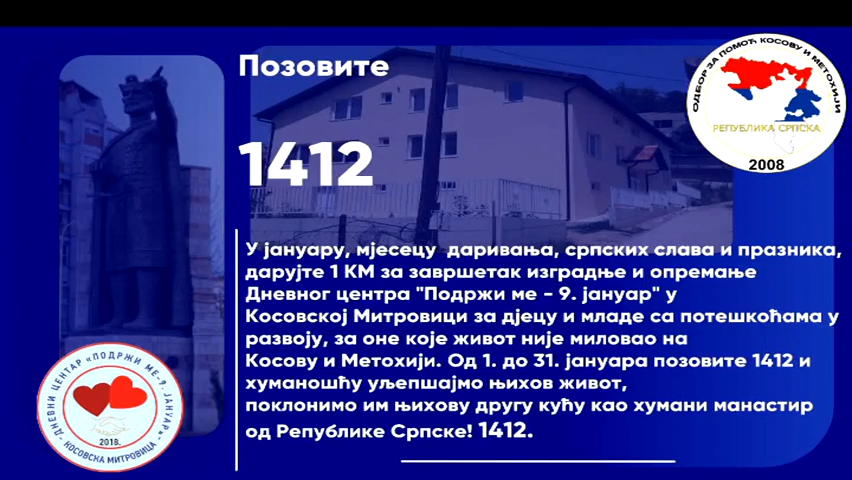 Позовите
1412
ОДБОР ЗА ПОМОЋ КОСОВУ И МЕТОХИЈИ
РЕПУБЛИКА СРПСКА
2008
У јануару, мјесецу даривања, српских слава и празника,
дарујте 1 КМ за завршетак изградње и опремање
Дневног центра "Подржи ме - 9. јануар" у
Косовској Митровици за дјецу и младе са потешкоћама у
развоју, за оне које живот није миловао на
Косову и Метохији. Од 1. до 31. јануара позовите 1412 и
хуманошћу уљепшајмо њихов живот,
поклонимо им њихову другу кућу као хумани манастир
од Републике Српске! 1412.
ДНЕВНИ ЦЕНТАР «ПОДРЖИ МЕ-9. ЈАНУАР»
2018.
- КОСОВСКА МИТРОВИЦА -